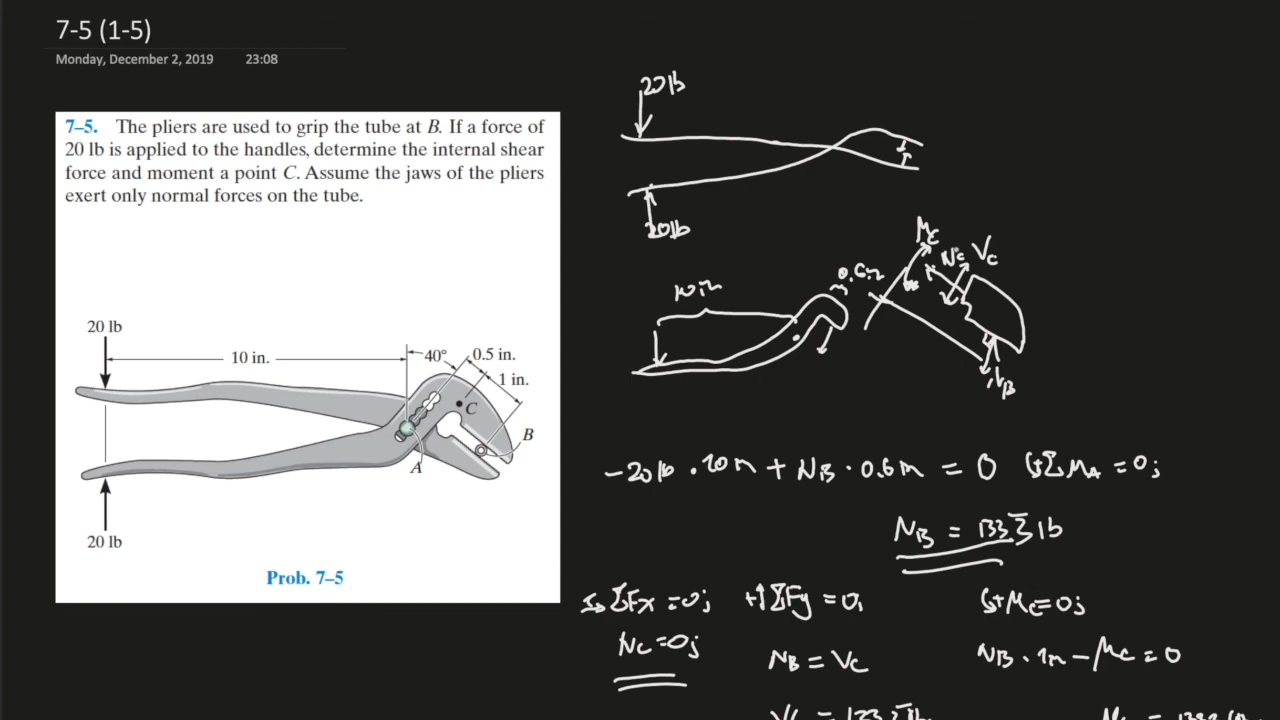 7-5 (1-5)
Monday, December 2, 2019 23:08
7–5. The pliers are used to grip the tube at B. If a force of
20 lb is applied to the handles, determine the internal shear
force and moment a point C. Assume the jaws of the pliers
exert only normal forces on the tube.
20 lb
10 in.
40°
0.5 in.
1 in.
C
B
A
20 lb
Prob. 7–5
20lb
20lb
10in
Mc
Nc
Vc
NB
-20lb · 10in + NB · 0.6in = 0 ↺+ΣMA = 0;
NB = 133.3̅ lb
→ΣFx = 0; +↑ΣFy = 0; ↺+Mc = 0;
Nc = 0; NB = Vc NB · 1in - Mc = 0